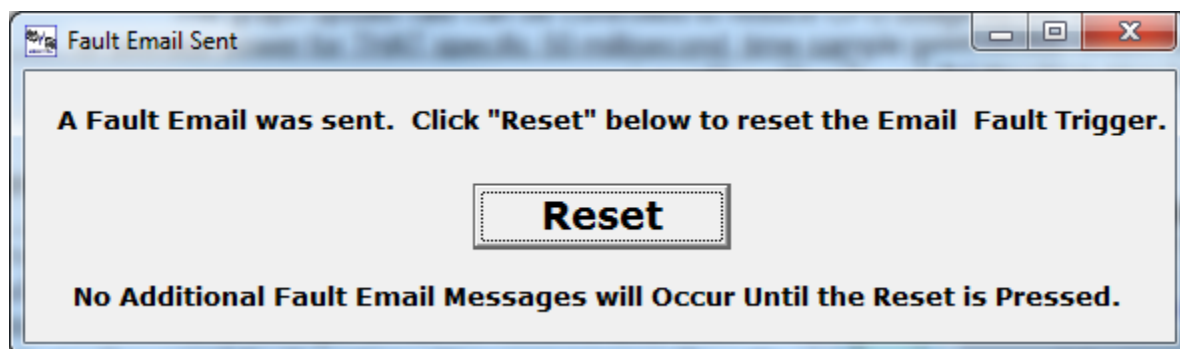 Fault Email Sent
A Fault Email was sent.  Click "Reset" below to reset the Email  Fault Trigger.
Reset
No Additional Fault Email Messages will Occur Until the Reset is Pressed.